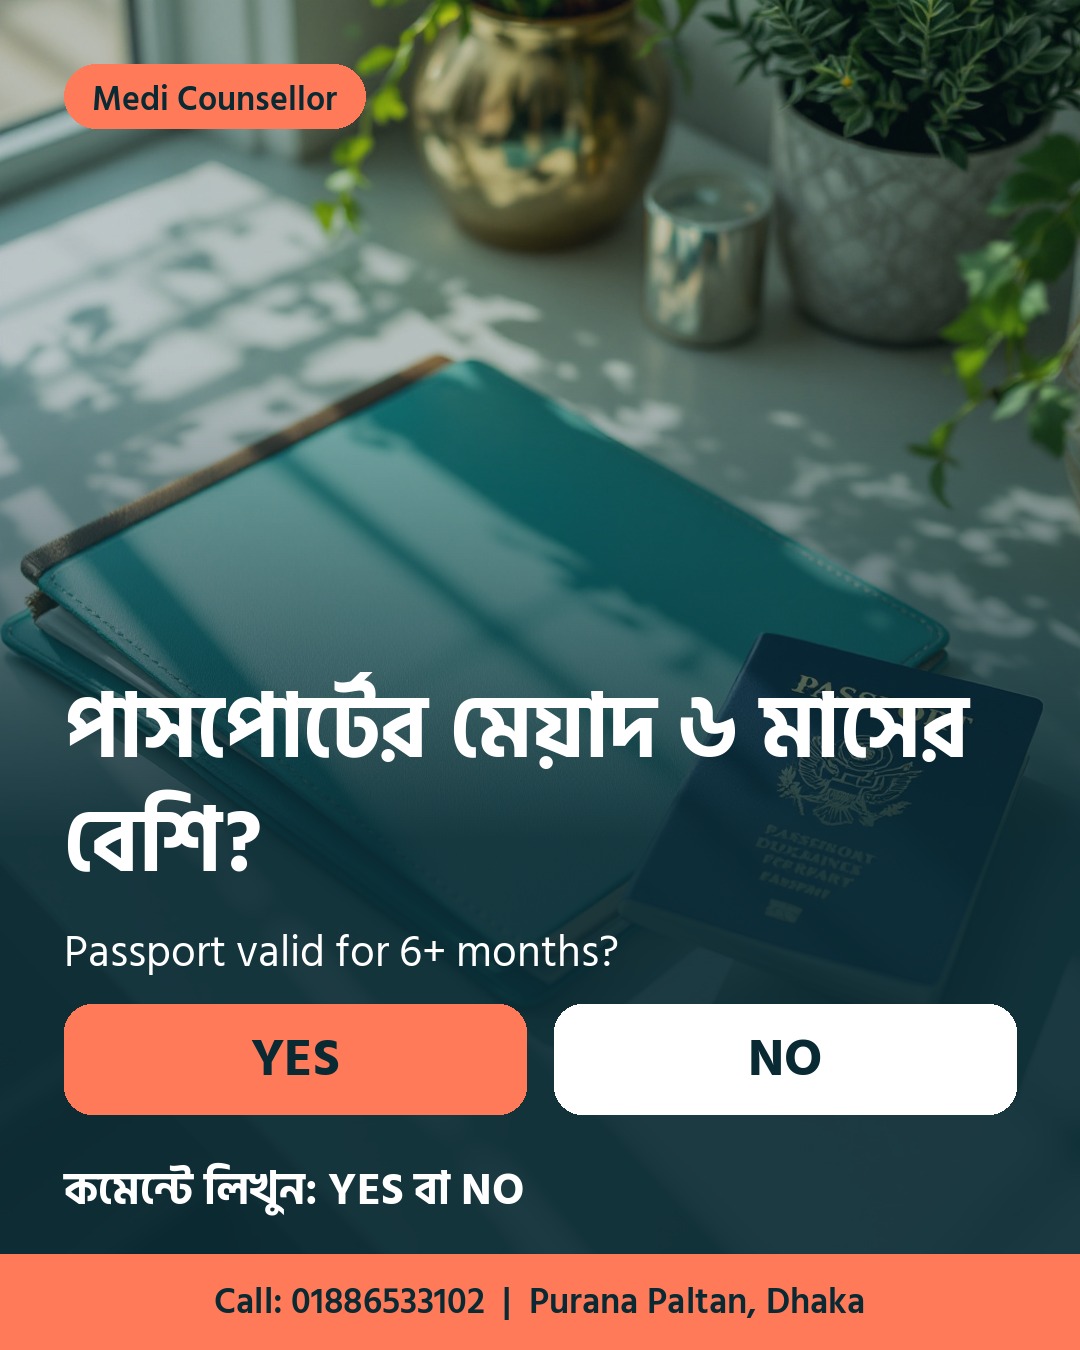 Medi Counsellor
পাসপোর্টের মেয়াদ ৬ মাসের
বেশি?
Passport valid for 6+ months?
YES
NO
কমেন্টে লিখুন: YES বা NO
Call: 01886533102 | Purana Paltan, Dhaka